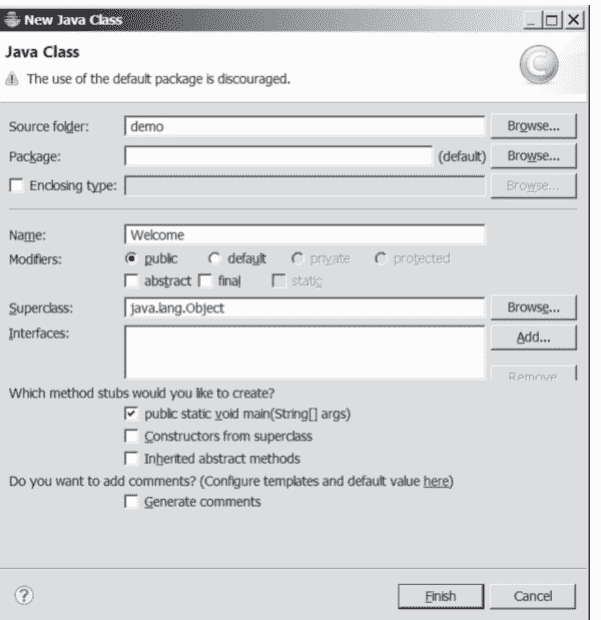 New Java Class
Java Class
The use of the default package is discouraged.
Source folder: demo Browse...
Package: (default) Browse...
Enclosing type: Browse...
Name: Welcome
Modifiers: public default private protected
abstract final static
Superclass: java.lang.Object Browse...
Interfaces: Add...
Remove
Which method stubs would you like to create?
public static void main(String[] args)
Constructors from superclass
Inherited abstract methods
Do you want to add comments? (Configure templates and default value here)
Generate comments
? Finish Cancel